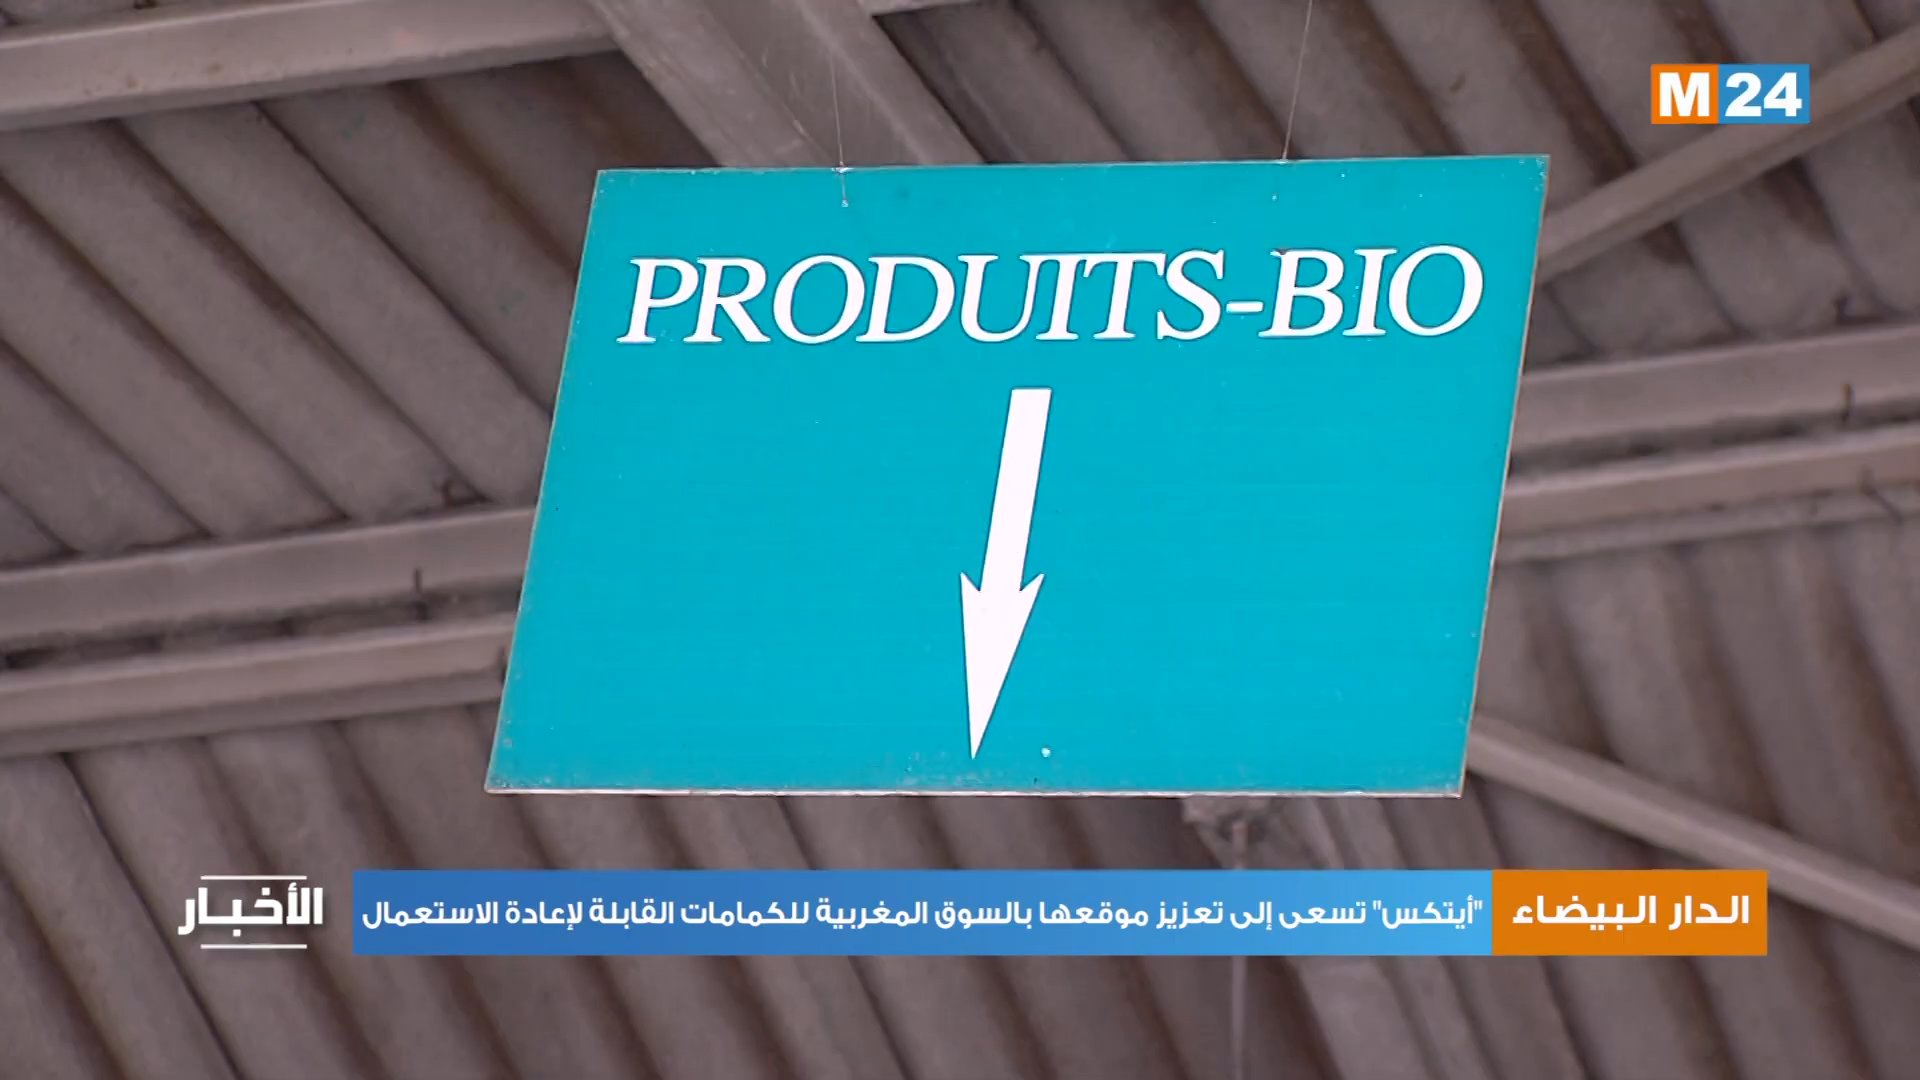 M24
PRODUITS-BIO
الدار البيضاء
"أيتكس" تسعى إلى تعزيز موقعها بالسوق المغربية للكمامات القابلة لإعادة الاستعمال
الأخبار